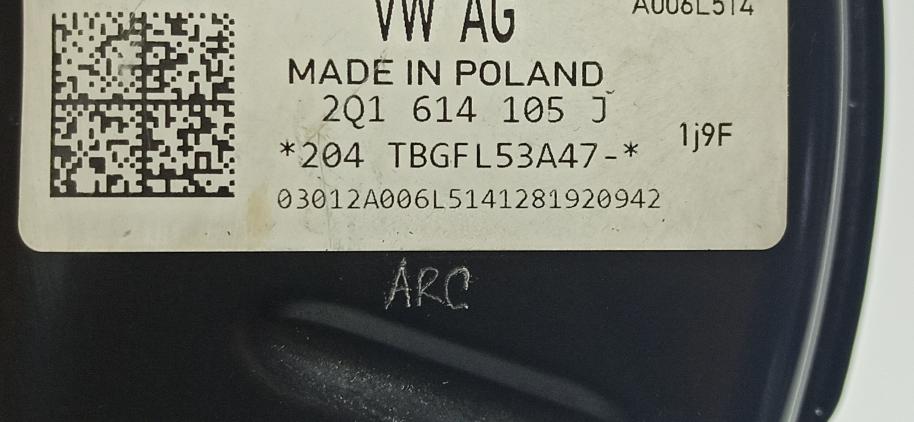 VW AG
A006L514
MADE IN POLAND
2Q1 614 105 J
1j9F
*204 TBGFL53A47-*
03012A006L5141281920942
ARC